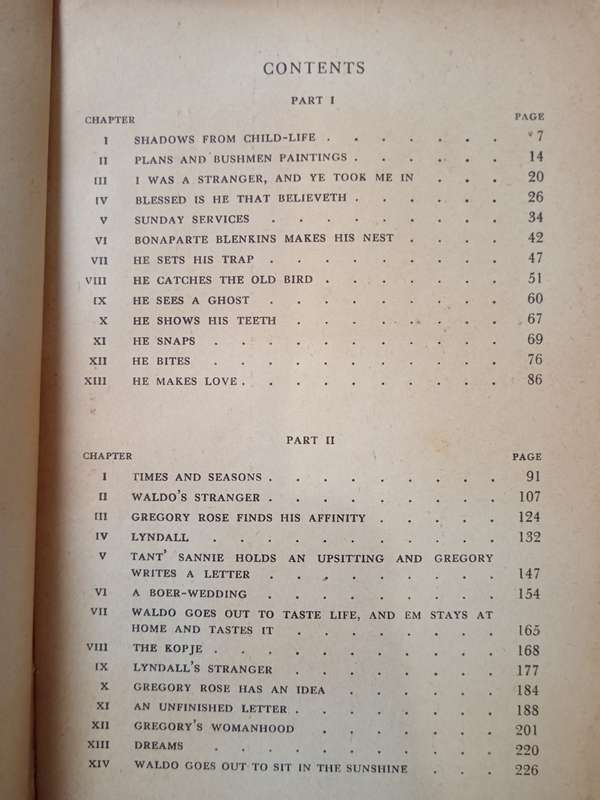 CONTENTS
PART I
CHAPTER PAGE
I SHADOWS FROM CHILD-LIFE . . . . . . 7
II PLANS AND BUSHMEN PAINTINGS . . . . . . 14
III I WAS A STRANGER, AND YE TOOK ME IN . . . 20
IV BLESSED IS HE THAT BELIEVETH . . . . . . 26
V SUNDAY SERVICES . . . . . . . . 34
VI BONAPARTE BLENKINS MAKES HIS NEST . . . . 42
VII HE SETS HIS TRAP . . . . . . . . . 47
VIII HE CATCHES THE OLD BIRD . . . . . . . 51
IX HE SEES A GHOST . . . . . . . . 60
X HE SHOWS HIS TEETH . . . . . . . 67
XI HE SNAPS . . . . . . . . . . 69
XII HE BITES . . . . . . . . . . 76
XIII HE MAKES LOVE . . . . . . . . . . 86
PART II
CHAPTER PAGE
I TIMES AND SEASONS . . . . . . . . . 91
II WALDO'S STRANGER . . . . . . . . . 107
III GREGORY ROSE FINDS HIS AFFINITY . . . . . 124
IV LYNDALL . . . . . . . . . . 132
V TANT' SANNIE HOLDS AN UPSITTING AND GREGORY
WRITES A LETTER . . . . . . . . 147
VI A BOER-WEDDING . . . . . . . . 154
VII WALDO GOES OUT TO TASTE LIFE, AND EM STAYS AT
HOME AND TASTES IT . . . . . . . 165
VIII THE KOPJE . . . . . . . . . . . 168
IX LYNDALL'S STRANGER . . . . . . . . 177
X GREGORY ROSE HAS AN IDEA . . . . . . 184
XI AN UNFINISHED LETTER . . . . . . . . 188
XII GREGORY'S WOMANHOOD . . . . . . . 201
XIII DREAMS . . . . . . . . . . . 220
XIV WALDO GOES OUT TO SIT IN THE SUNSHINE . . . 226